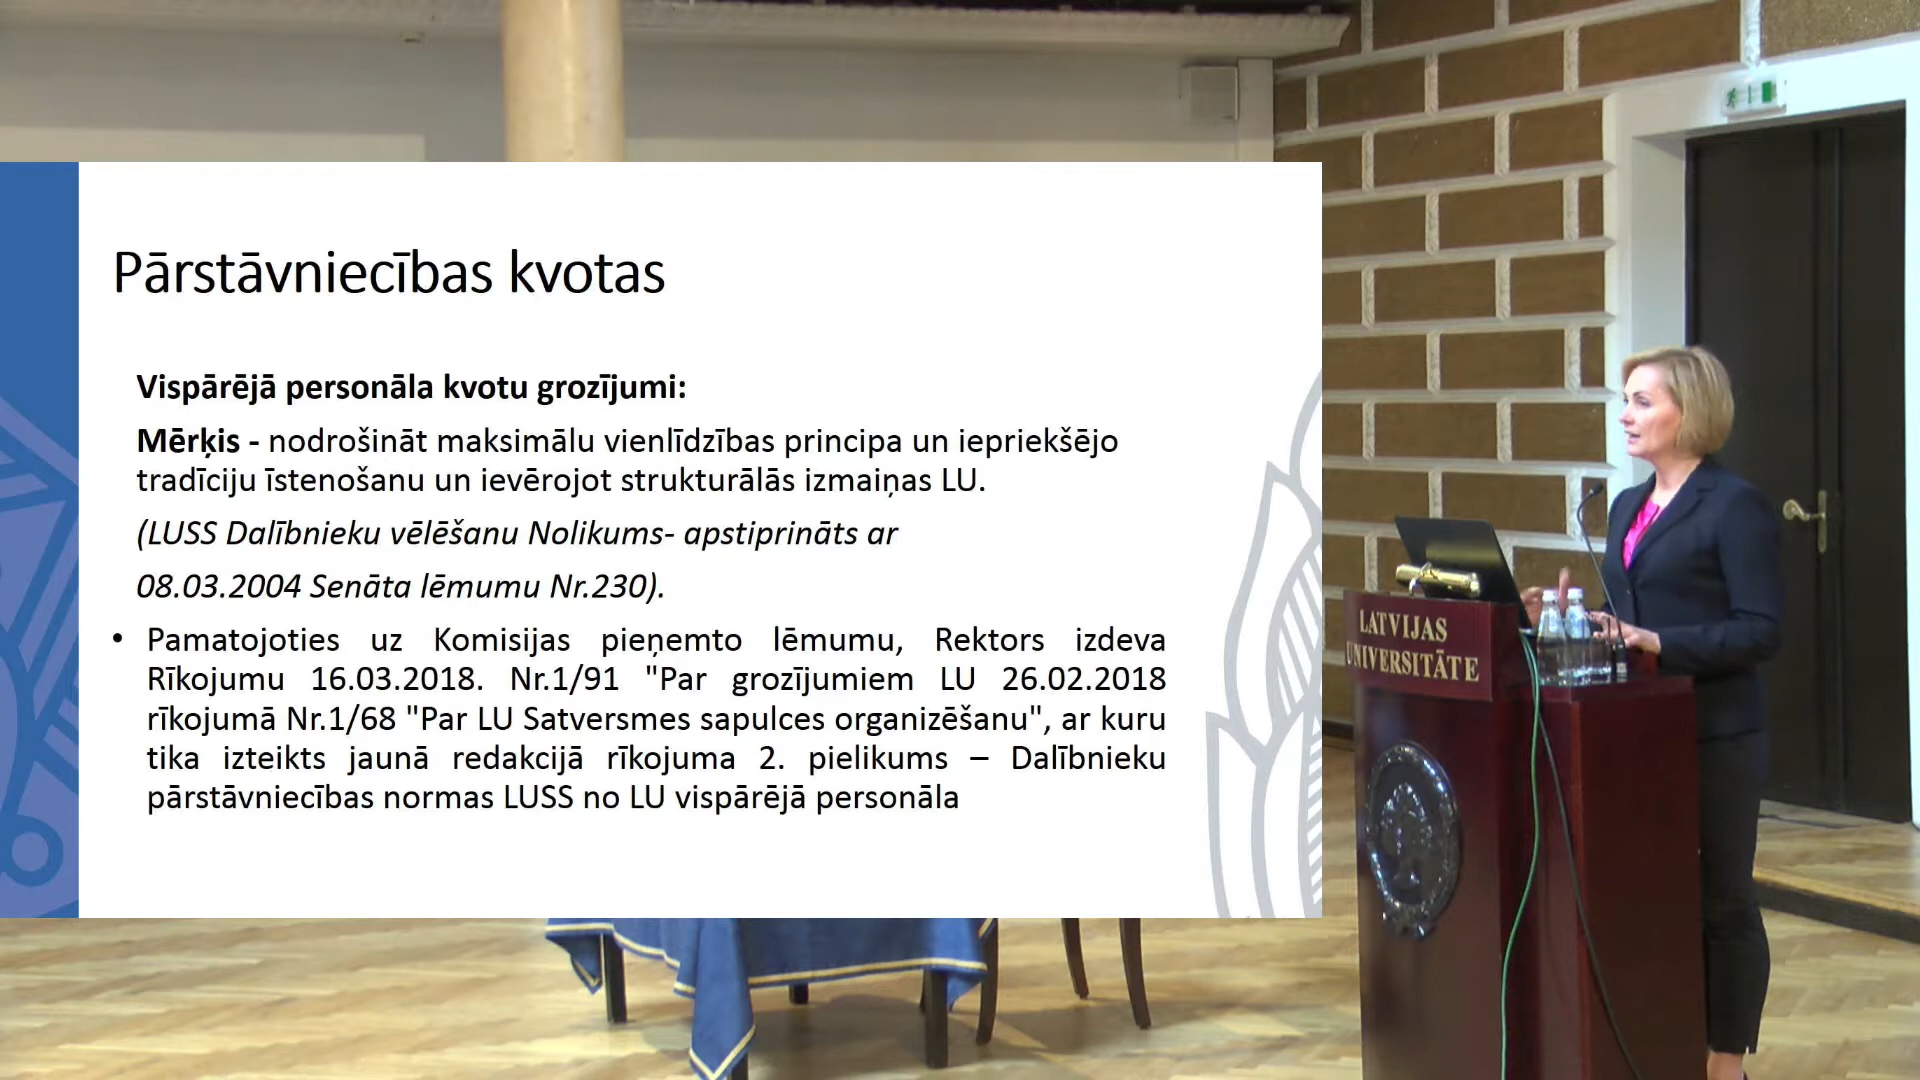 Pārstāvniecības kvotas
Vispārējā personāla kvotu grozījumi:
Mērķis - nodrošināt maksimālu vienlīdzības principa un iepriekšējo
tradīciju īstenošanu un ievērojot strukturālās izmaiņas LU.
(LUSS Dalībnieku vēlēšanu Nolikums- apstiprināts ar
08.03.2004 Senāta lēmumu Nr.230).
• Pamatojoties uz Komisijas pieņemto lēmumu, Rektors izdeva
Rīkojumu 16.03.2018. Nr.1/91 "Par grozījumiem LU 26.02.2018
rīkojumā Nr.1/68 "Par LU Satversmes sapulces organizēšanu", ar kuru
tika izteikts jaunā redakcijā rīkojuma 2. pielikums – Dalībnieku
pārstāvniecības normas LUSS no LU vispārējā personāla
LATVIJAS
UNIVERSITĀTE